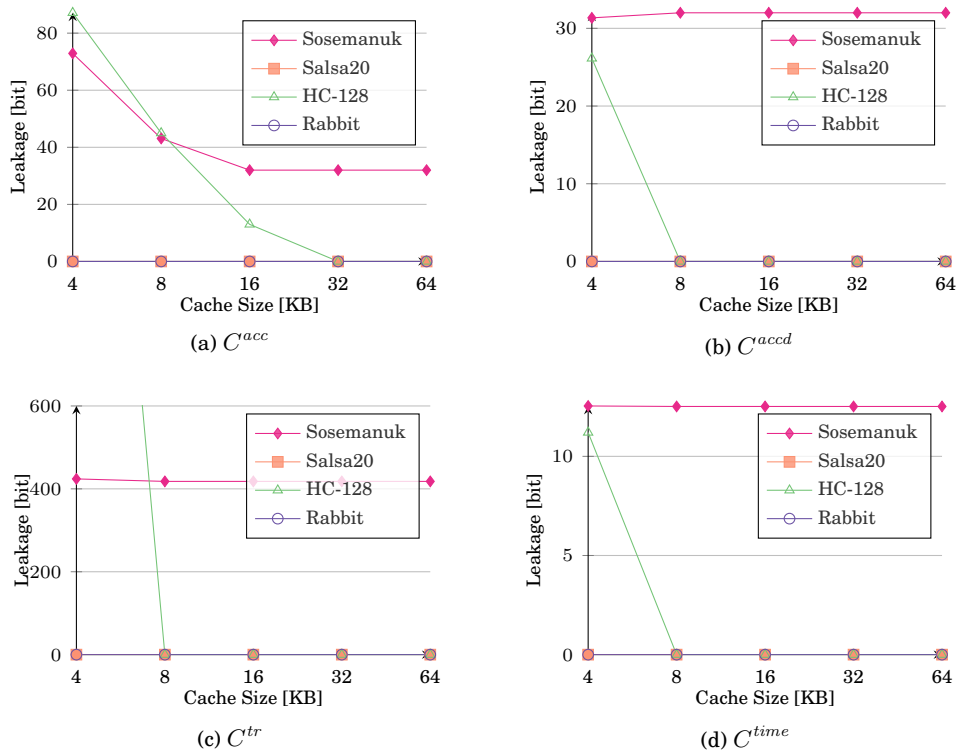 80
60
40
20
0
4 8 16 32 64
Leakage [bit]
Cache Size [KB]
Sosemanuk
Salsa20
HC-128
Rabbit
(a) C^acc
30
20
10
0
4 8 16 32 64
Leakage [bit]
Cache Size [KB]
Sosemanuk
Salsa20
HC-128
Rabbit
(b) C^accd
600
400
200
0
4 8 16 32 64
Leakage [bit]
Cache Size [KB]
Sosemanuk
Salsa20
HC-128
Rabbit
(c) C^tr
10
5
0
4 8 16 32 64
Leakage [bit]
Cache Size [KB]
Sosemanuk
Salsa20
HC-128
Rabbit
(d) C^time